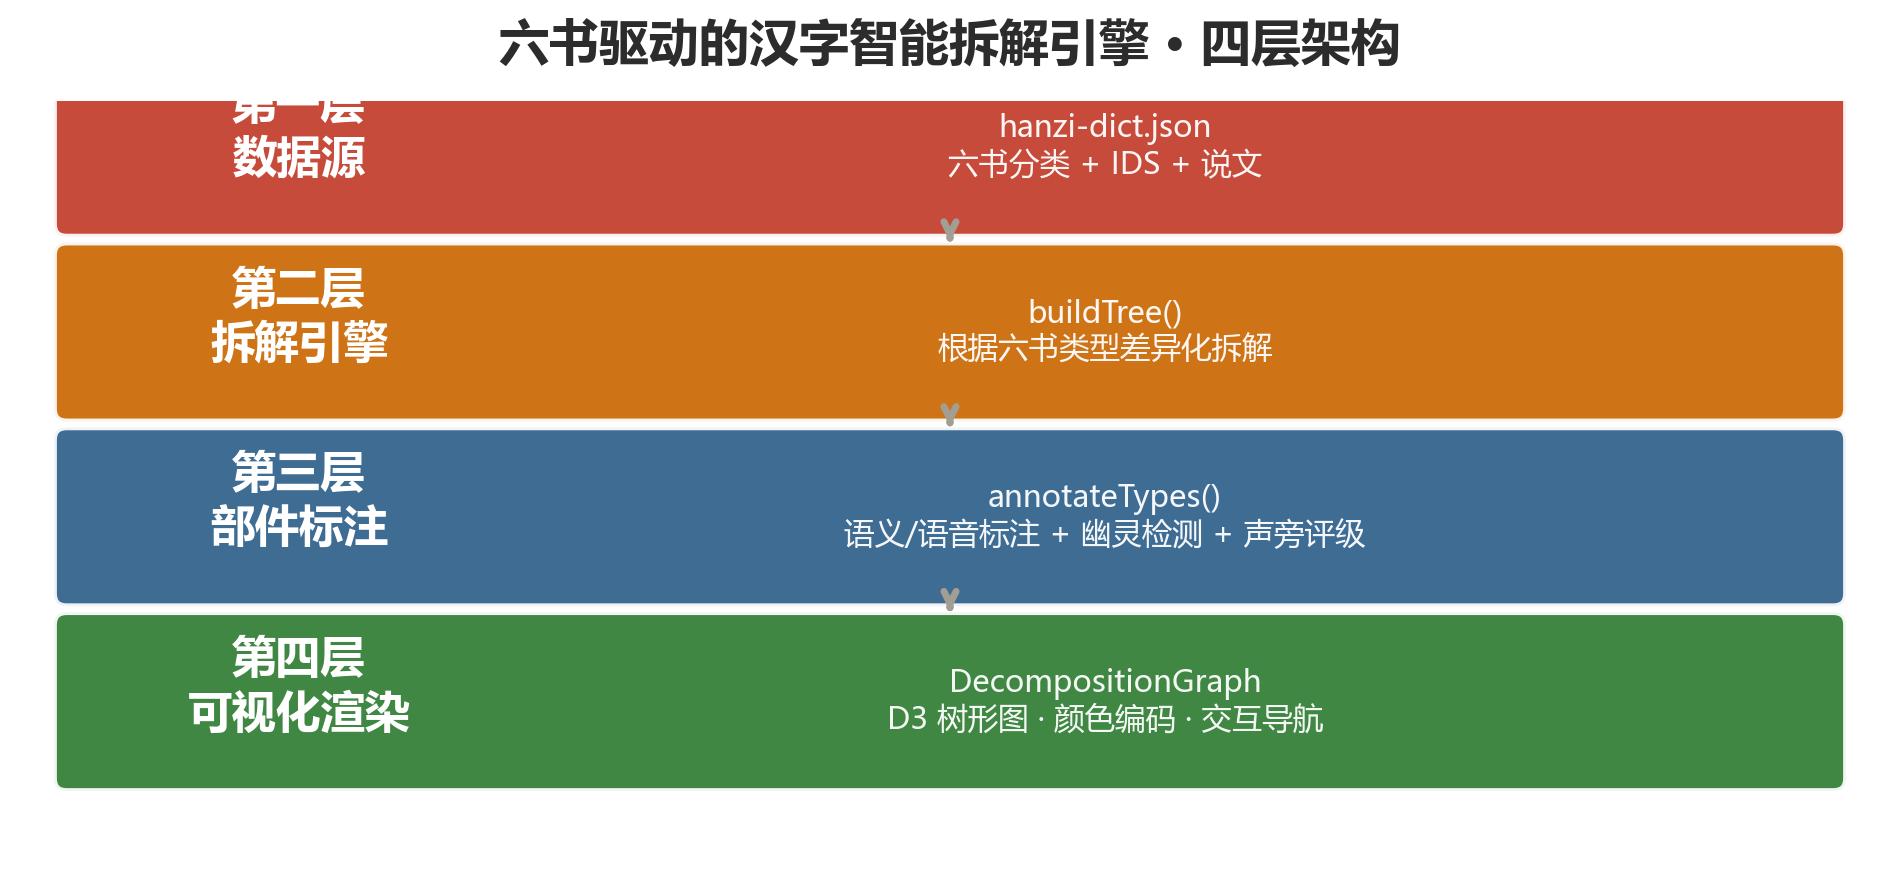 六书驱动的汉字智能拆解引擎 · 四层架构
第一层
数据源
hanzi-dict.json
六书分类 + IDS + 说文
第二层
拆解引擎
buildTree()
根据六书类型差异化拆解
第三层
部件标注
annotateTypes()
语义/语音标注 + 幽灵检测 + 声旁评级
第四层
可视化渲染
DecompositionGraph
D3 树形图 · 颜色编码 · 交互导航